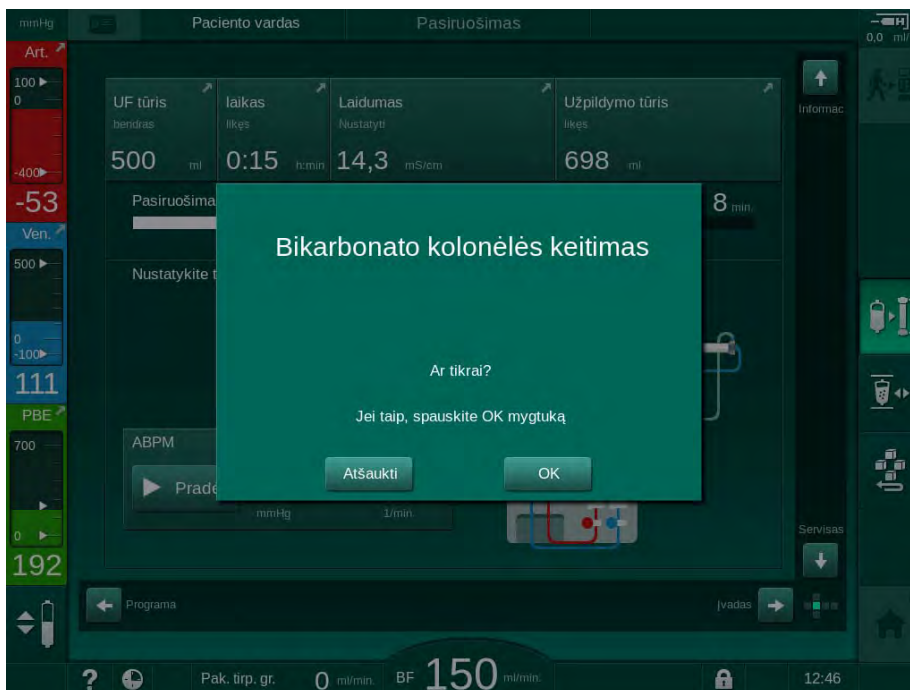 mmHg
Paciento vardas
Pasiruošimas
H
0,0 ml/
Art.
100
0
-400
-53
Ven.
500
0
-100
111
PBE
700
0
192
UF tūris
bendras
500 ml
laikas
likęs
0:15 h:min
Laidumas
Nustatyti
14,3 mS/cm
Užpildymo tūris
likęs
698 ml
Informac
Pasiruošima
8 min.
Nustatykite t
Bikarbonato kolonėlės keitimas
Ar tikrai?
Jei taip, spauskite OK mygtuką
Atšaukti
OK
ABPM
Prade
mmHg
1/min.
Servisas
Programa
Įvadas
?
Pak. tirp. gr. 0 ml/min.
BF 150 ml/min.
12:46